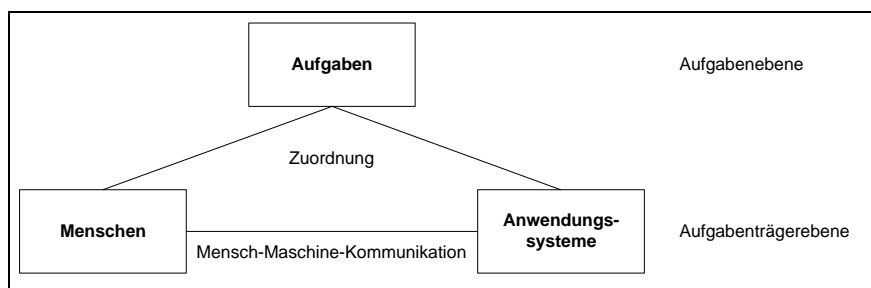 Aufgaben
Aufgabenebene
Zuordnung
Menschen
Anwendungs-
systeme
Aufgabenträgerebene
Mensch-Maschine-Kommunikation